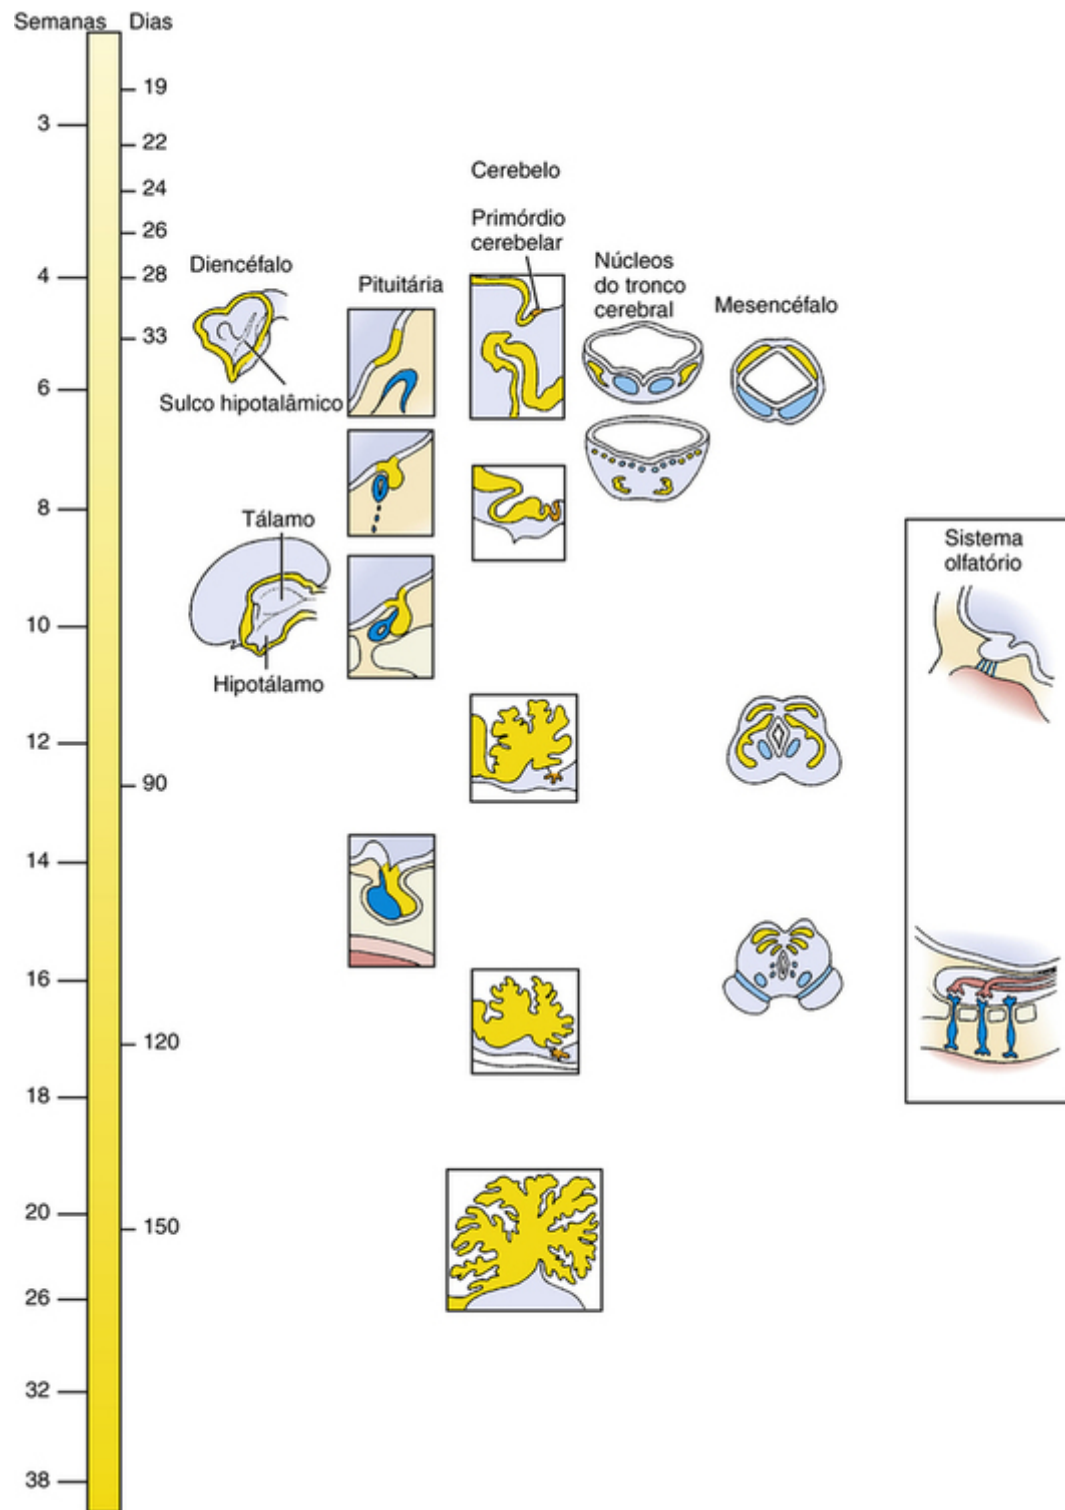 Semanas Dias
19
3
22
24
26
4
28
33
6
8
10
12
90
14
16
120
18
20
150
26
32
38
Diencéfalo
Sulco hipotalâmico
Tálamo
Hipotálamo
Pituitária
Cerebelo
Primórdio
cerebelar
Núcleos
do tronco
cerebral
Mesencéfalo
Sistema
olfatório